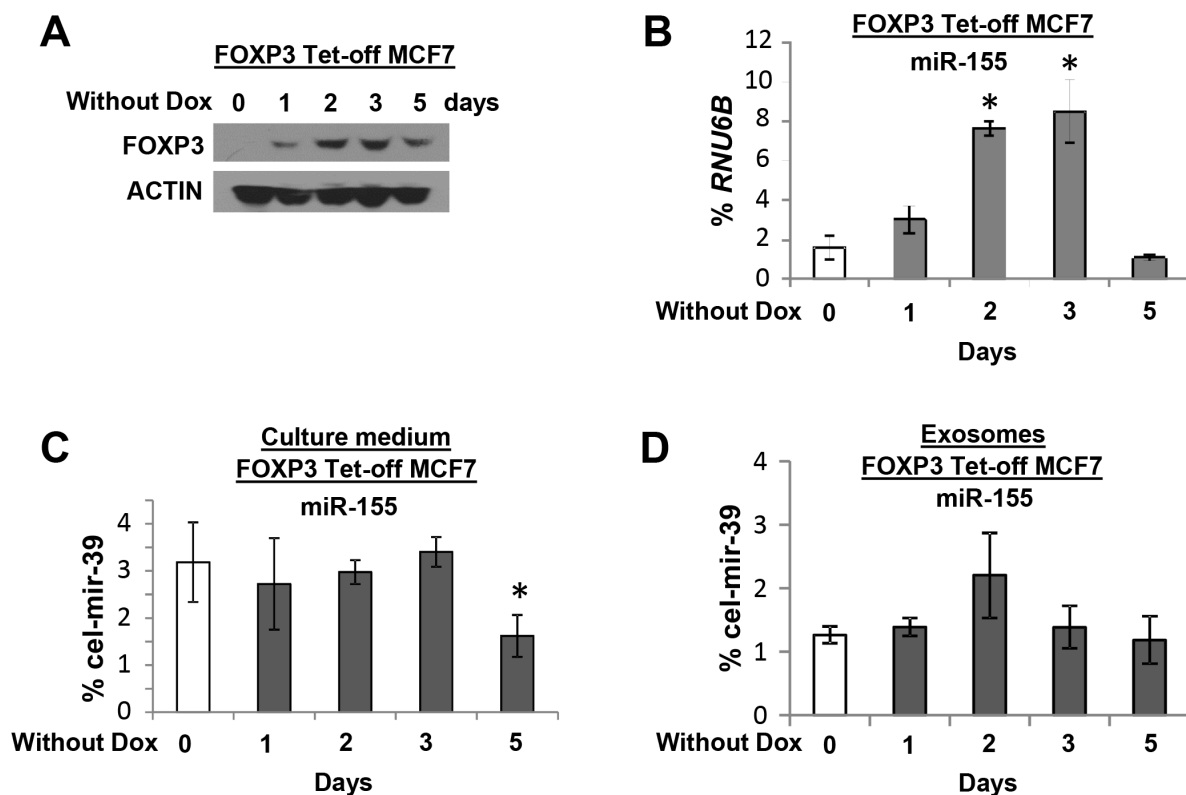 A
FOXP3 Tet-off MCF7
Without Dox 0 1 2 3 5 days
FOXP3
ACTIN
B
FOXP3 Tet-off MCF7
miR-155
% RNU6B
12
10
8
6
4
2
0
*
*
Without Dox 0 1 2 3 5
Days
C
Culture medium
FOXP3 Tet-off MCF7
miR-155
% cel-mir-39
4
3
2
1
0
*
Without Dox 0 1 2 3 5
Days
D
Exosomes
FOXP3 Tet-off MCF7
miR-155
% cel-mir-39
4
3
2
1
0
Without Dox 0 1 2 3 5
Days